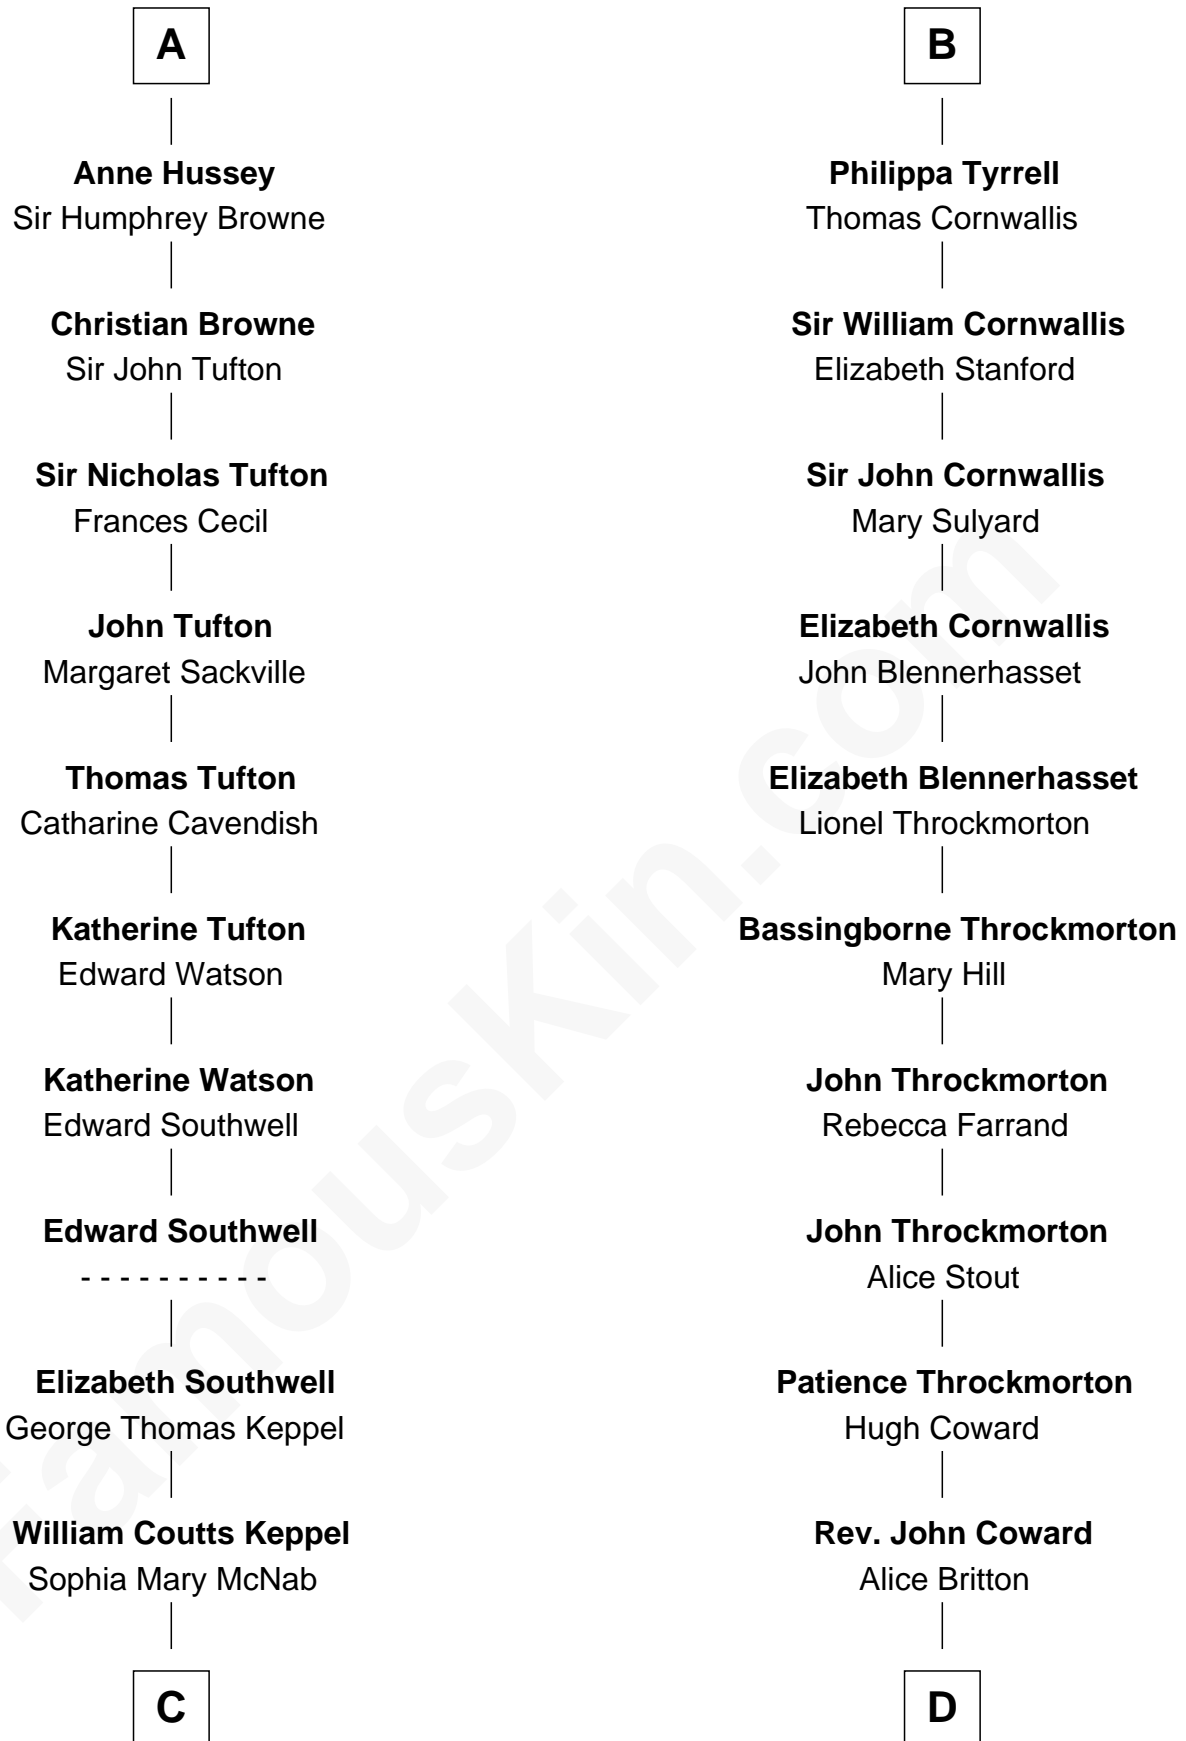 A
Anne Hussey
Sir Humphrey Browne
Christian Browne
Sir John Tufton
Sir Nicholas Tufton
Frances Cecil
John Tufton
Margaret Sackville
Thomas Tufton
Catharine Cavendish
Katherine Tufton
Edward Watson
Katherine Watson
Edward Southwell
Edward Southwell
- - - - - - - - - -
Elizabeth Southwell
George Thomas Keppel
William Coutts Keppel
Sophia Mary McNab
C
B
Philippa Tyrrell
Thomas Cornwallis
Sir William Cornwallis
Elizabeth Stanford
Sir John Cornwallis
Mary Sulyard
Elizabeth Cornwallis
John Blennerhasset
Elizabeth Blennerhasset
Lionel Throckmorton
Bassingborne Throckmorton
Mary Hill
John Throckmorton
Rebecca Farrand
John Throckmorton
Alice Stout
Patience Throckmorton
Hugh Coward
Rev. John Coward
Alice Britton
D
FamousKin.com